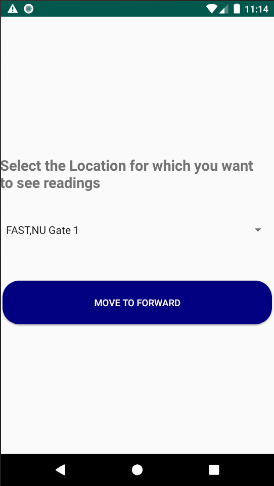 11:14
Select the Location for which you want
to see readings
FAST,NU Gate 1
MOVE TO FORWARD